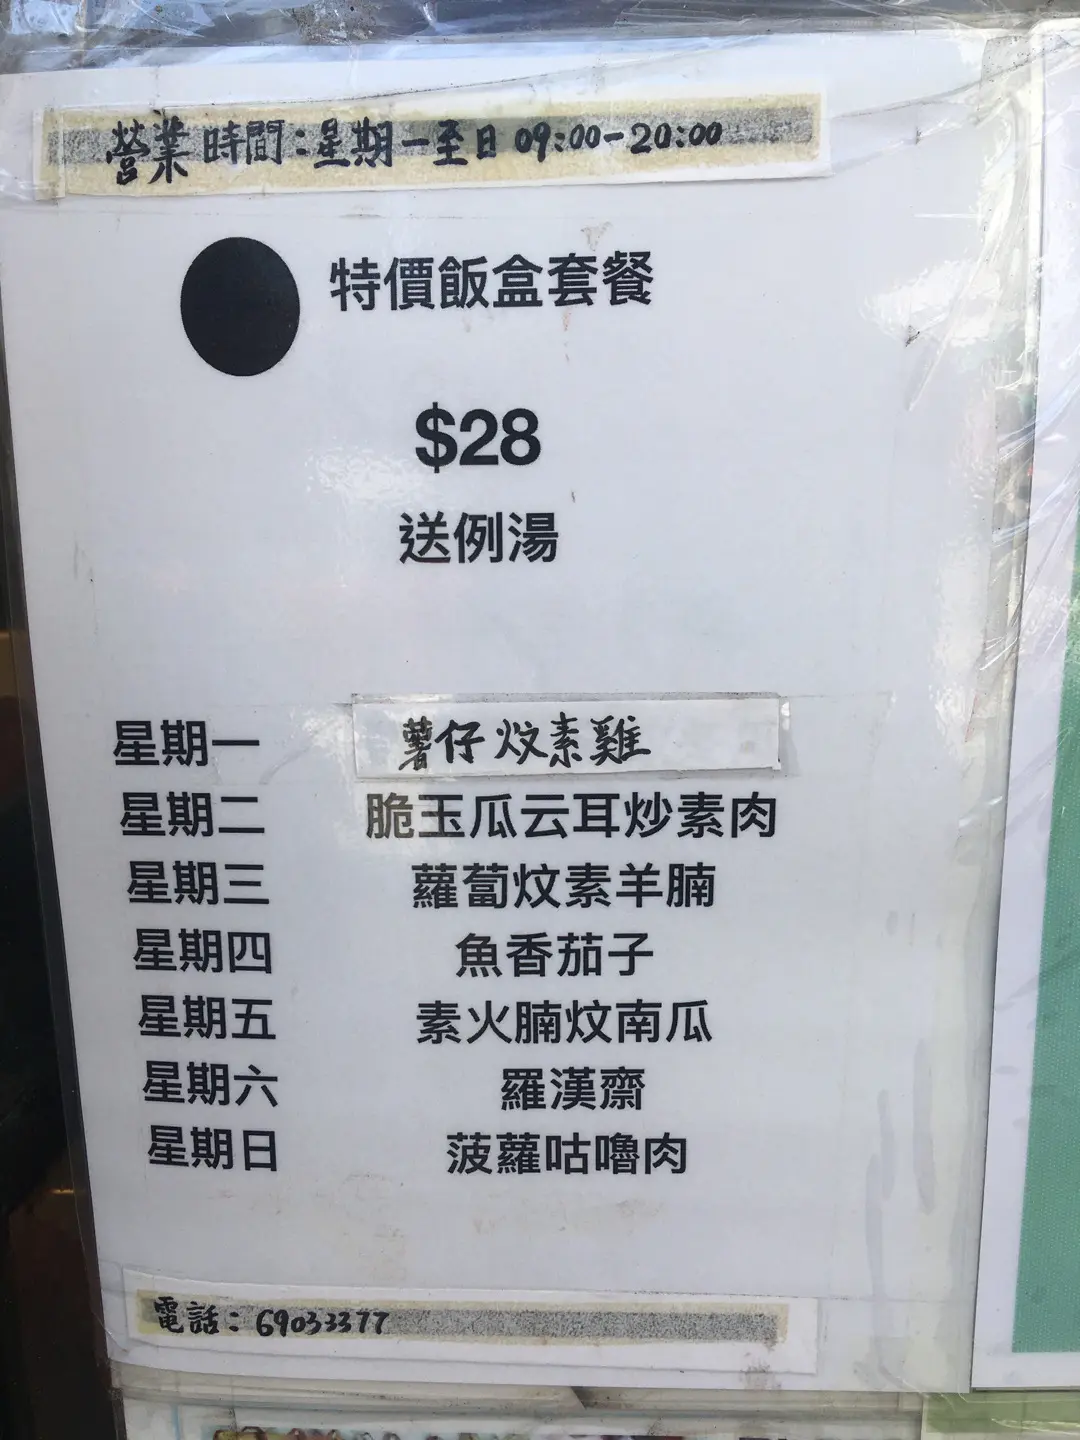 營業時間：星期一至日 09:00-20:00
特價飯盒套餐
$28
送例湯
星期一 薯仔炆素雞
星期二 脆玉瓜云耳炒素肉
星期三 蘿蔔炆素羊腩
星期四 魚香茄子
星期五 素火腩炆南瓜
星期六 羅漢齋
星期日 菠蘿咕嚕肉
電話：69033377